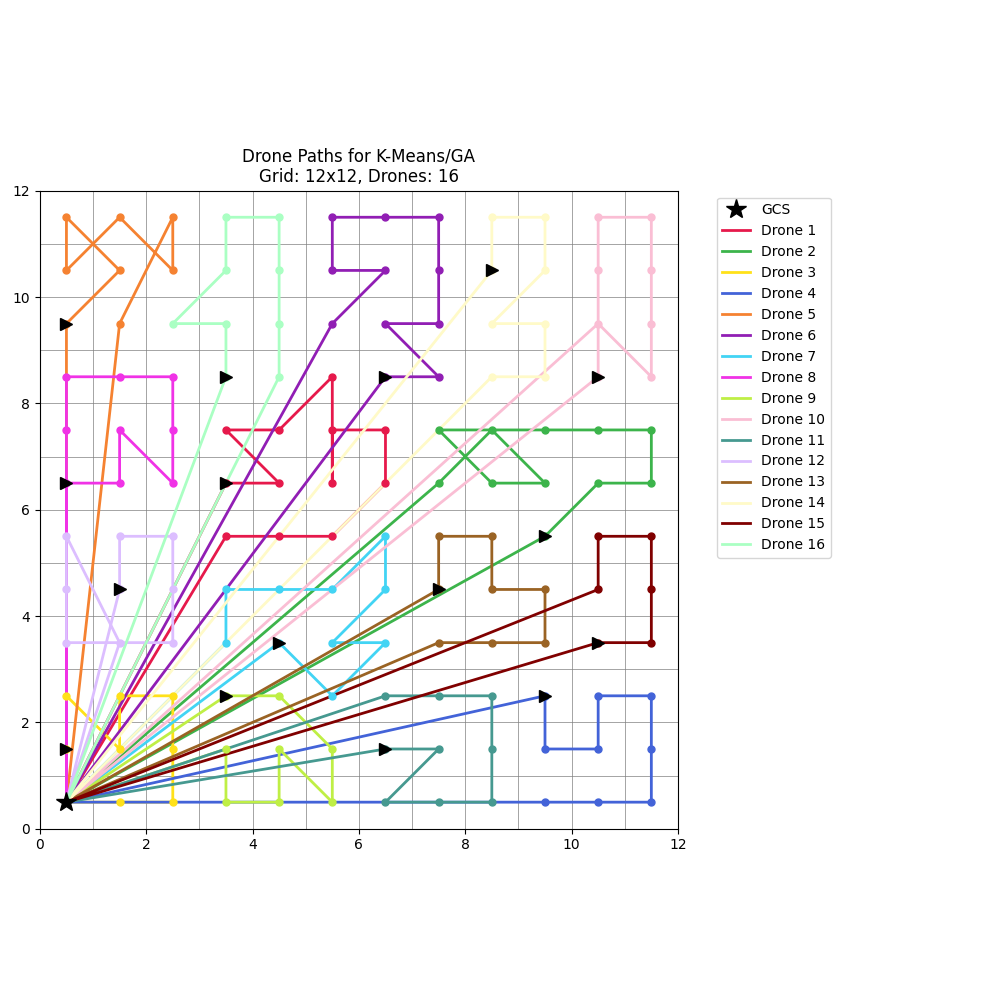 Drone Paths for K-Means/GA
Grid: 12x12, Drones: 16
12
10
8
6
4
2
0
0 2 4 6 8 10 12
GCS
Drone 1
Drone 2
Drone 3
Drone 4
Drone 5
Drone 6
Drone 7
Drone 8
Drone 9
Drone 10
Drone 11
Drone 12
Drone 13
Drone 14
Drone 15
Drone 16